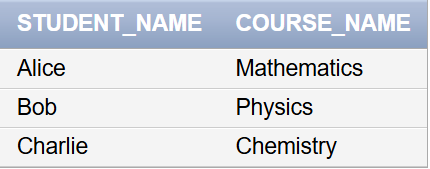 STUDENT_NAME COURSE_NAME
Alice Mathematics
Bob Physics
Charlie Chemistry